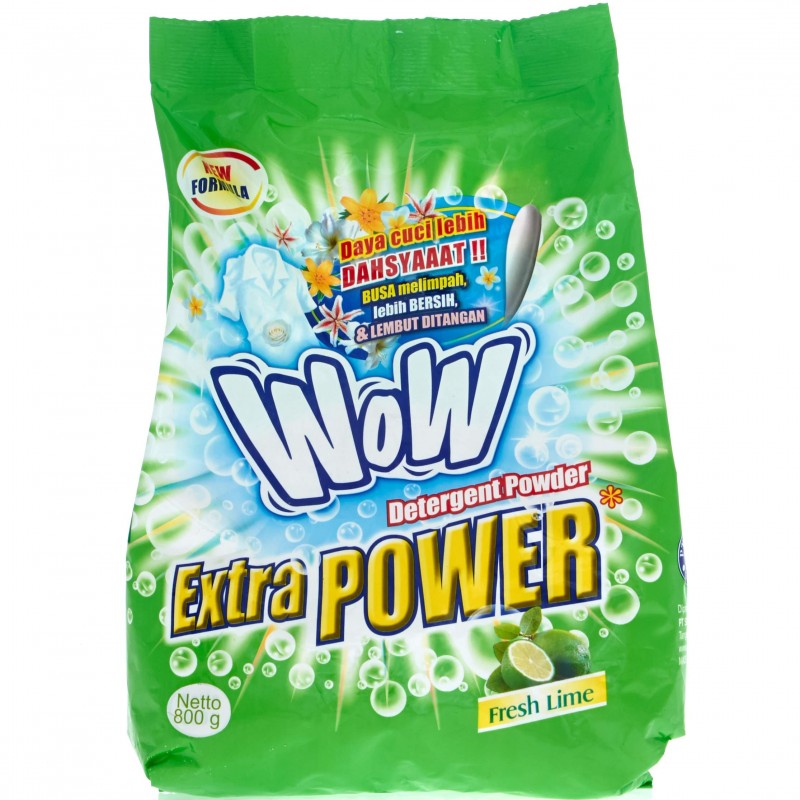 NEW
FORMULA
Daya cuci lebih
DAHSYAAAT !!
BUSA melimpah,
lebih BERSIH,
& LEMBUT DITANGAN
WoW
Detergent Powder
Extra POWER*
Netto
800 g
Fresh Lime
PT